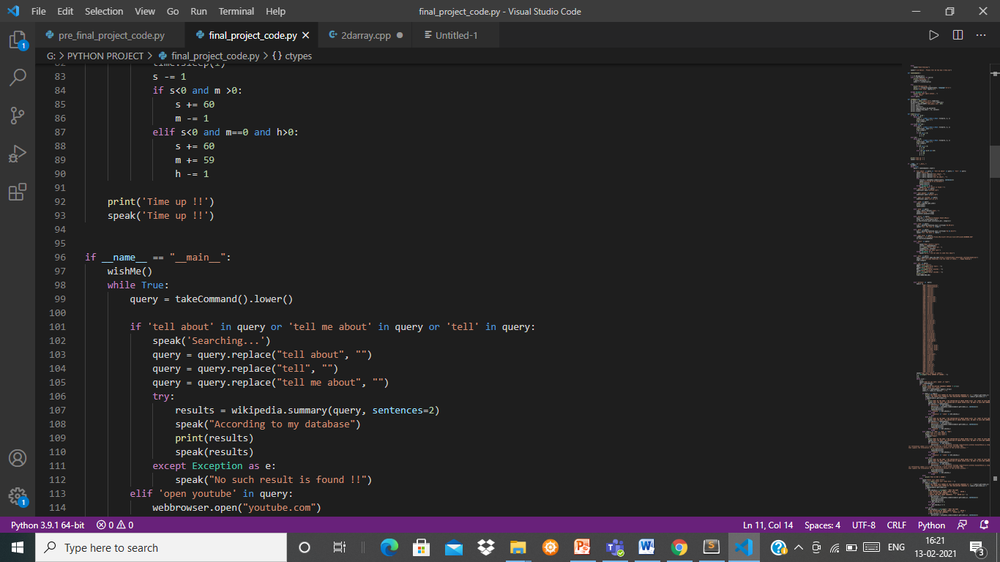 File Edit Selection View Go Run Terminal Help final_project_code.py - Visual Studio Code
pre_final_project_code.py final_project_code.py 2darray.cpp Untitled-1
G: > PYTHON PROJECT > final_project_code.py > {} ctypes
82 time.sleep(1)
83 s -= 1
84 if s<0 and m >0:
85 s += 60
86 m -= 1
87 elif s<0 and m==0 and h>0:
88 s += 60
89 m += 59
90 h -= 1
91
92 print('Time up !!')
93 speak('Time up !!')
94
95
96 if __name__ == "__main__":
97 wishMe()
98 while True:
99 query = takeCommand().lower()
100
101 if 'tell about' in query or 'tell me about' in query or 'tell' in query:
102 speak('Searching...')
103 query = query.replace("tell about", "")
104 query = query.replace("tell", "")
105 query = query.replace("tell me about", "")
106 try:
107 results = wikipedia.summary(query, sentences=2)
108 speak("According to my database")
109 print(results)
110 speak(results)
111 except Exception as e:
112 speak("No such result is found !!")
113 elif 'open youtube' in query:
114 webbrowser.open("youtube.com")
1
1
Python 3.9.1 64-bit 0 0 Ln 11, Col 14 Spaces: 4 UTF-8 CRLF Python
Type here to search ENG 16:21
13-02-2021 3